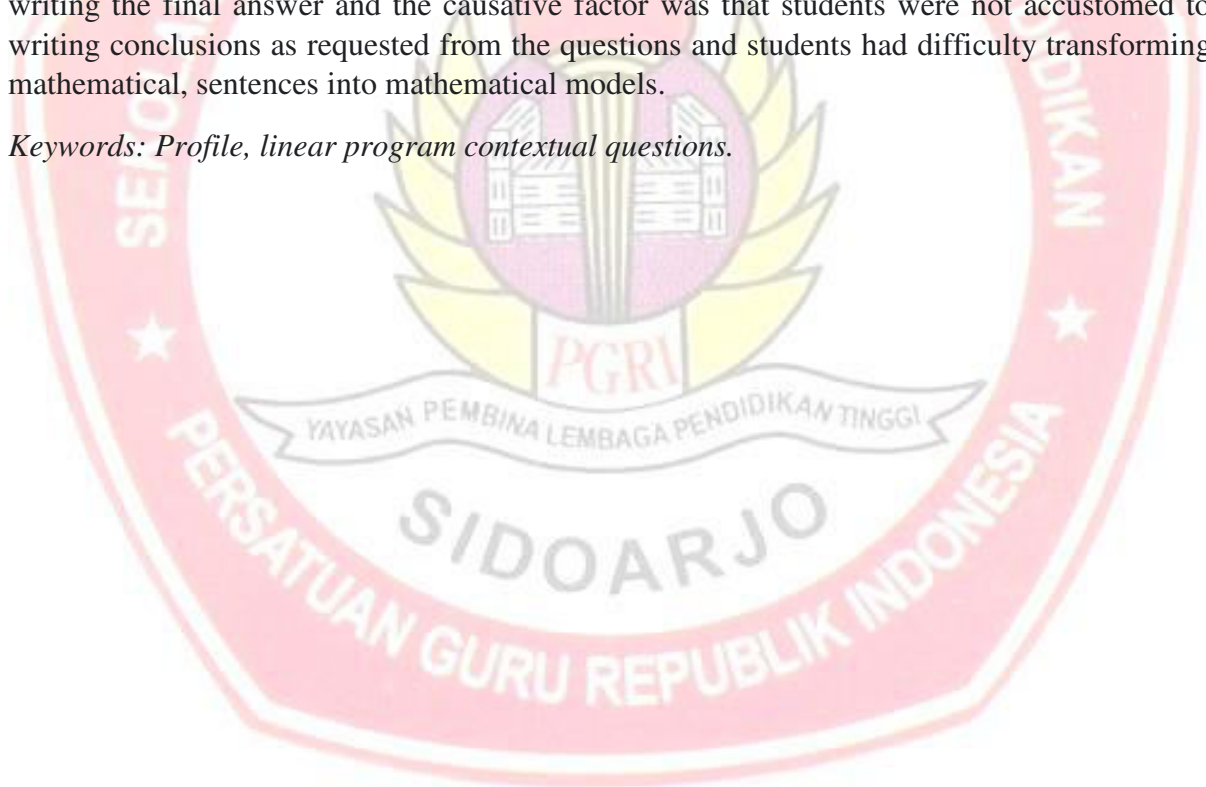 writing the final answer and the causative factor was that students were not accustomed to
writing conclusions as requested from the questions and students had difficulty transforming
mathematical, sentences into mathematical models.
Keywords: Profile, linear program contextual questions.
PGRI
YAYASAN PEMBINA LEMBAGA PENDIDIKAN TINGGI
SIDOARJO
PERSATUAN GURU REPUBLIK INDONESIA